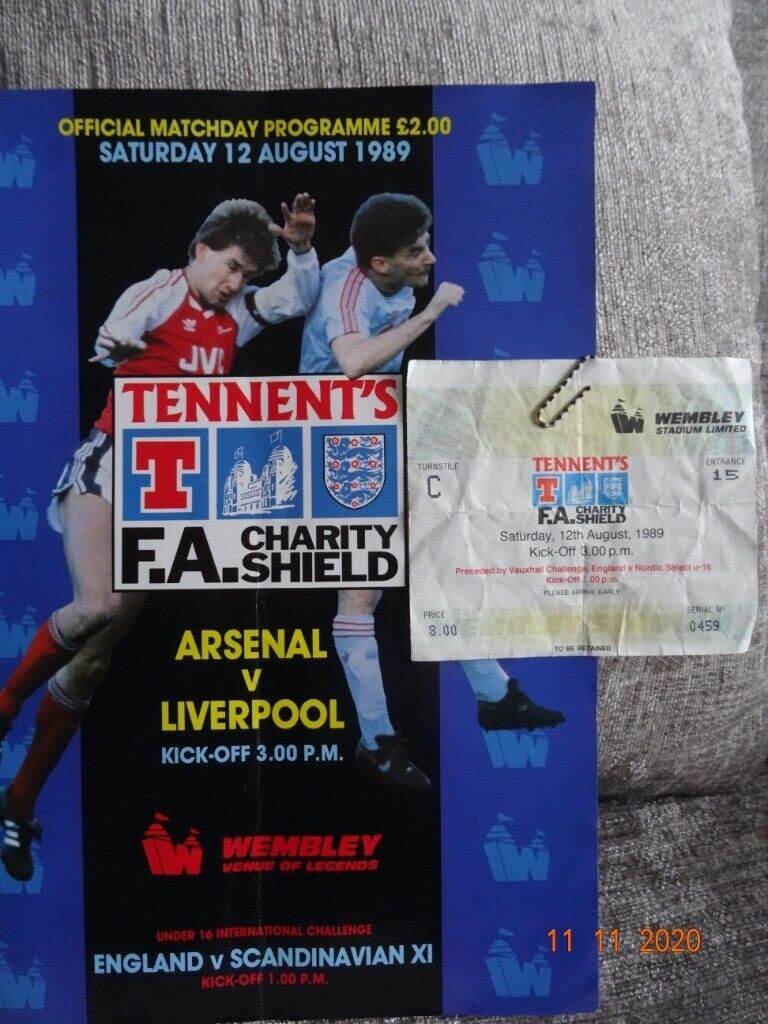 OFFICIAL MATCHDAY PROGRAMME £2.00
SATURDAY 12 AUGUST 1989
JVC
TENNENT'S
T
F.A. CHARITY SHIELD
ARSENAL
V
LIVERPOOL
KICK-OFF 3.00 P.M.
W WEMBLEY
VENUE OF LEGENDS
UNDER 16 INTERNATIONAL CHALLENGE
ENGLAND v SCANDINAVIAN XI
KICK-OFF 1.00 P.M.
W WEMBLEY
STADIUM LIMITED
TURNSTILE
C
ENTRANCE
15
TENNENT'S
T
F.A. CHARITY SHIELD
Saturday, 12th August, 1989
Kick-Off 3.00 p.m.
Preceded by Vauxhall Challenge, England v Nordic Select u-16
Kick-Off 1.00 p.m.
PLEASE ARRIVE EARLY
PRICE
8.00
SERIAL Nº
0459
TO BE RETAINED
11 11 2020